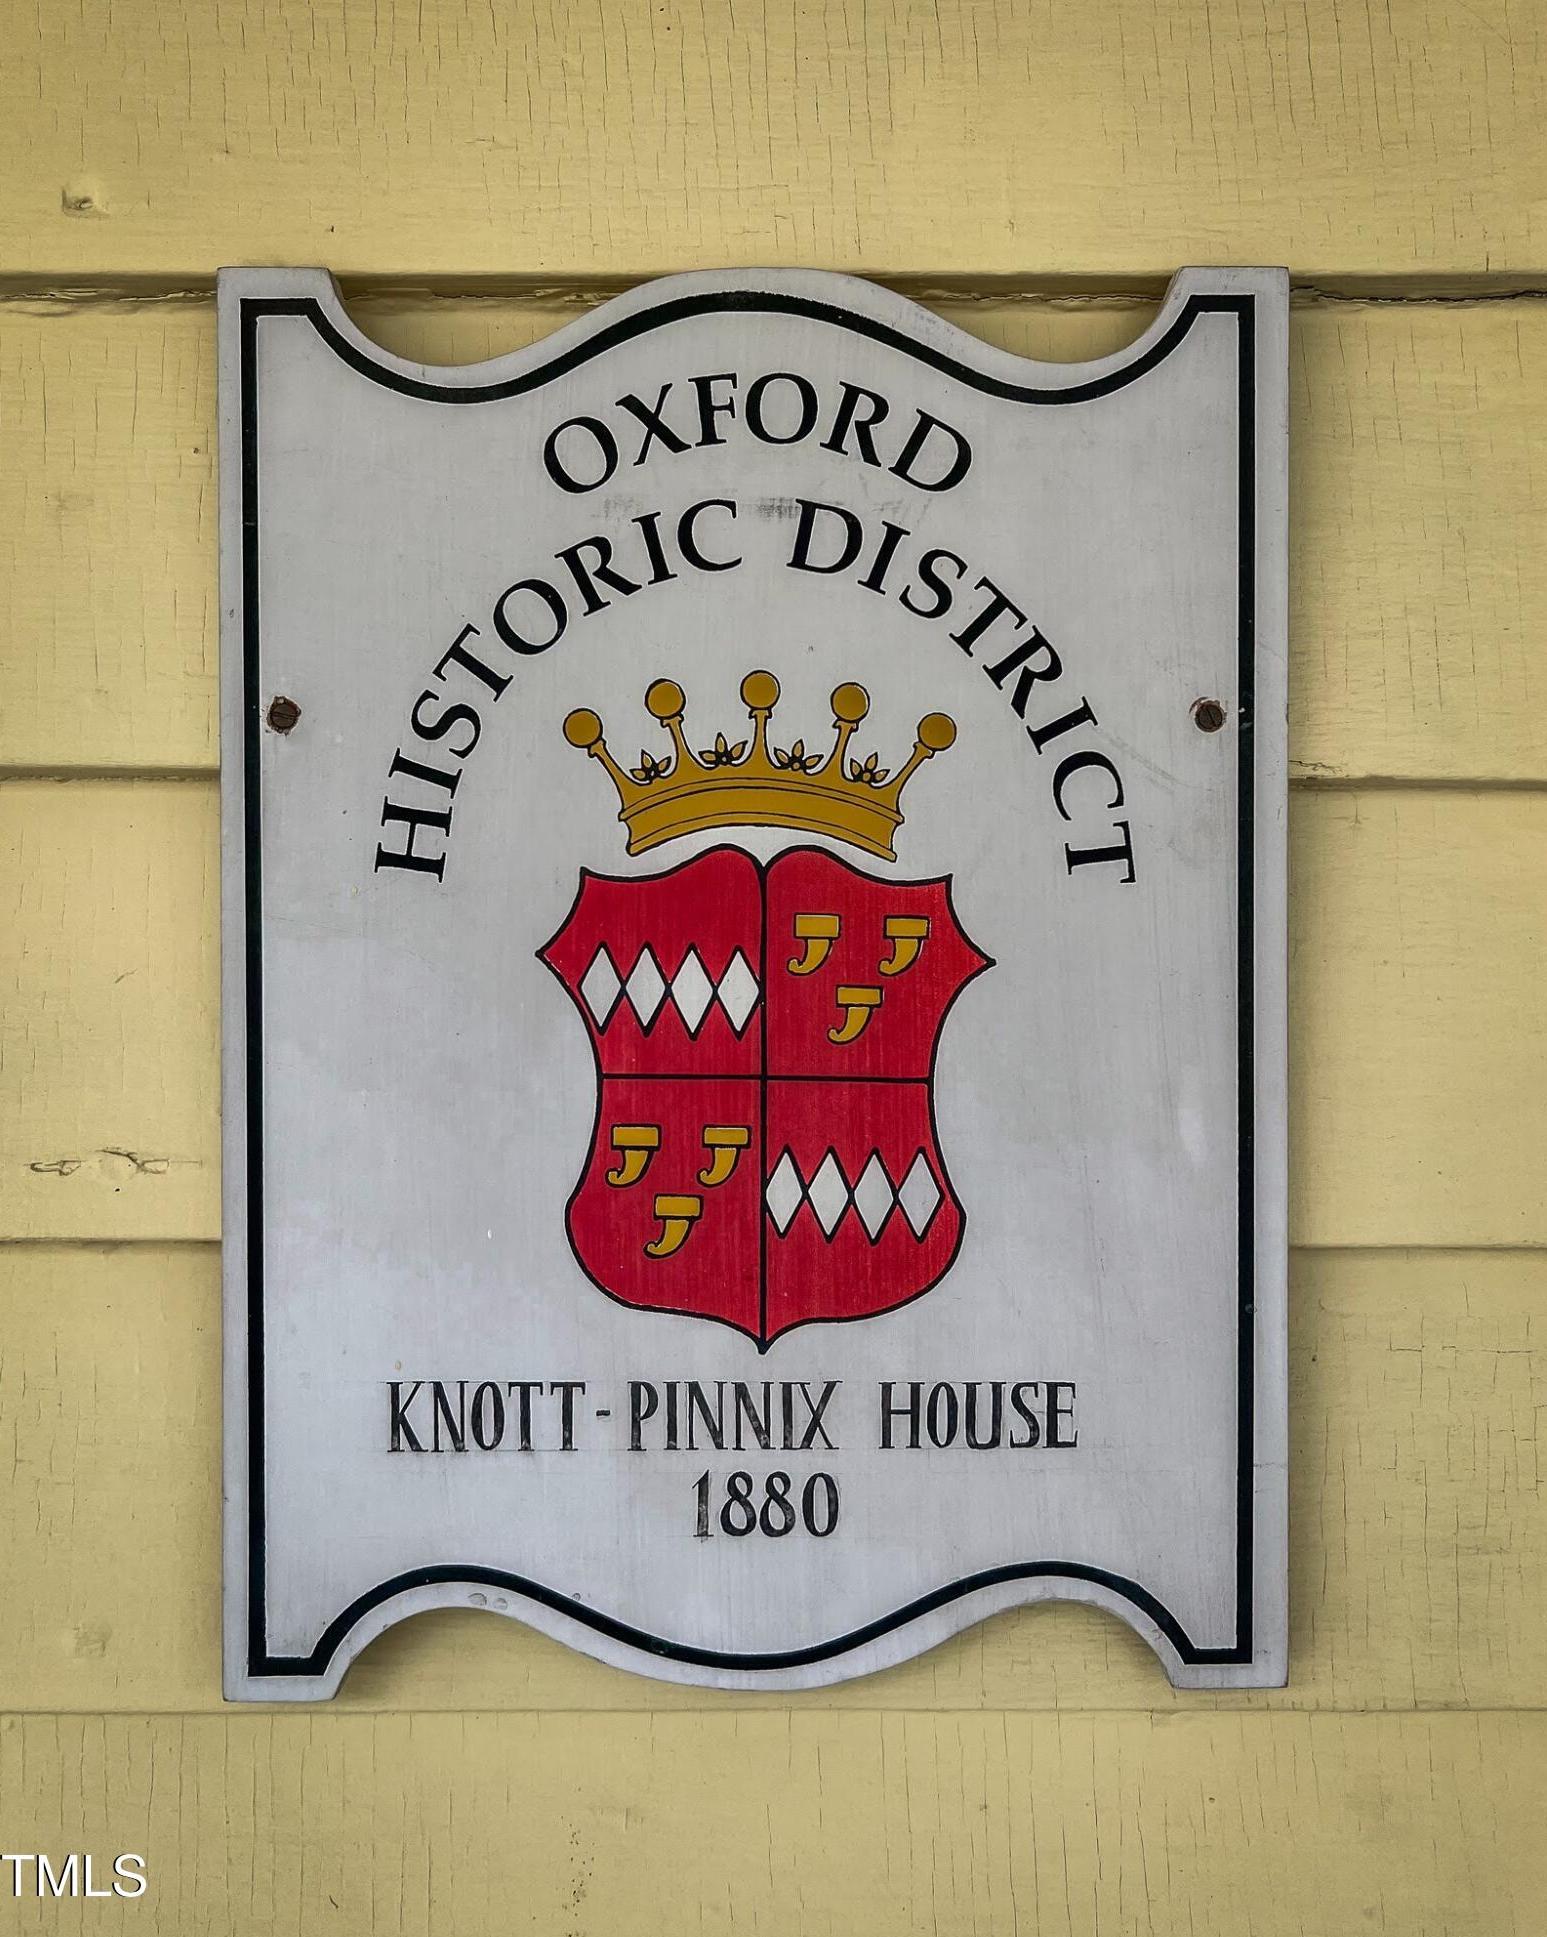 OXFORD
HISTORIC DISTRICT
KNOTT-PINNIX HOUSE
1880
TMLS